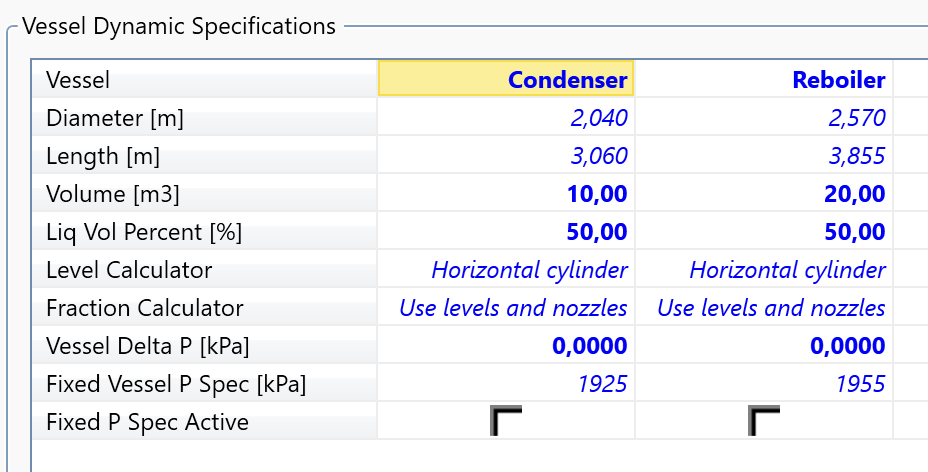 Vessel Dynamic Specifications
Vessel Condenser Reboiler
Diameter [m] 2,040 2,570
Length [m] 3,060 3,855
Volume [m3] 10,00 20,00
Liq Vol Percent [%] 50,00 50,00
Level Calculator Horizontal cylinder Horizontal cylinder
Fraction Calculator Use levels and nozzles Use levels and nozzles
Vessel Delta P [kPa] 0,0000 0,0000
Fixed Vessel P Spec [kPa] 1925 1955
Fixed P Spec Active